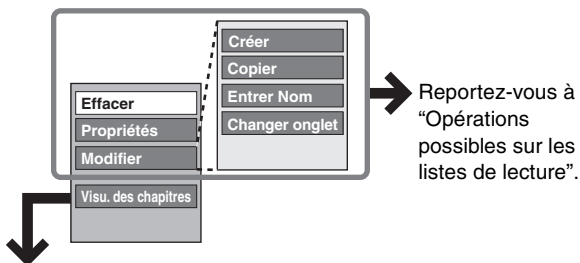 Créer
Copier
Entrer Nom
Changer onglet
Effacer
Propriétés
Modifier
Visu. des chapitres
Reportez-vous à
“Opérations
possibles sur les
listes de lecture”.